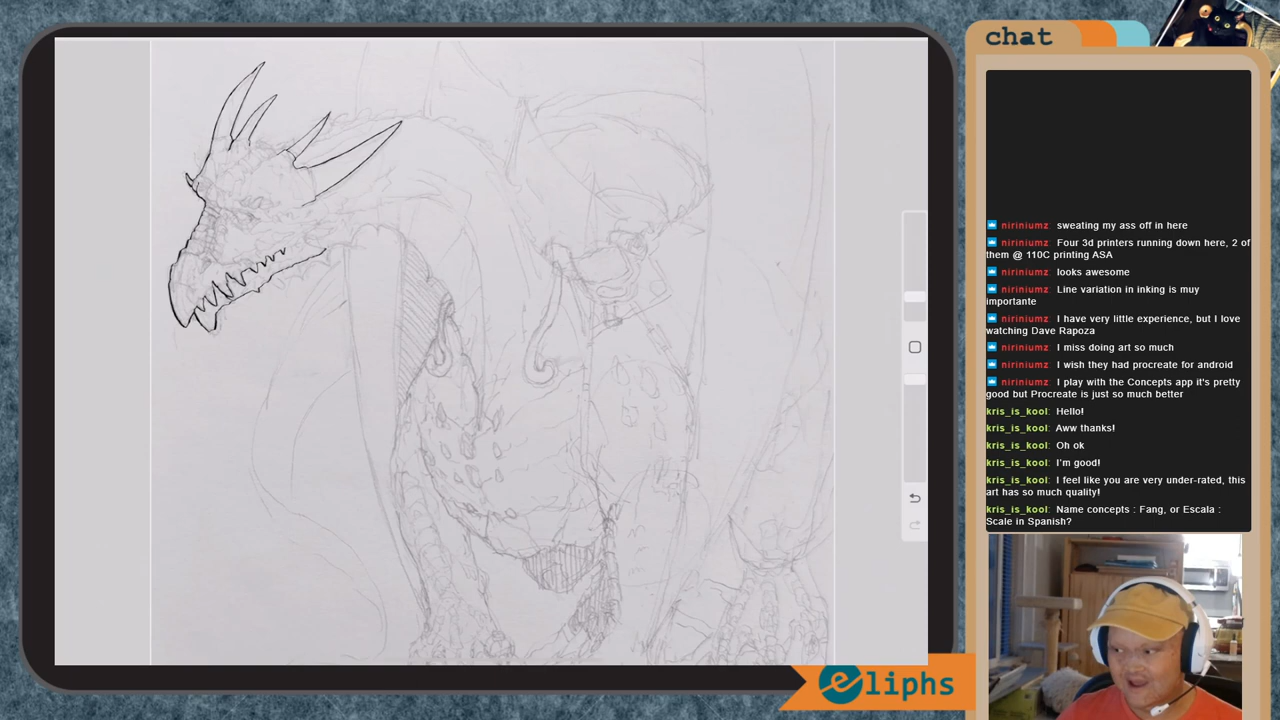 chat
niriniumz: sweating my ass off in here
niriniumz: Four 3d printers running down here, 2 of
them @ 110C printing ASA
niriniumz: looks awesome
niriniumz: Line variation in inking is muy
importante
niriniumz: I have very little experience, but I love
watching Dave Rapoza
niriniumz: I miss doing art so much
niriniumz: I wish they had procreate for android
niriniumz: I play with the Concepts app it's pretty
good but Procreate is just so much better
kris_is_kool: Hello!
kris_is_kool: Aww thanks!
kris_is_kool: Oh ok
kris_is_kool: I'm good!
kris_is_kool: I feel like you are very under-rated, this
art has so much quality!
kris_is_kool: Name concepts : Fang, or Escala :
Scale in Spanish?
eliphs